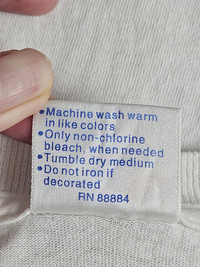 •Machine wash warm
in like colors
•Only non-chlorine
bleach, when needed
•Tumble dry medium
•Do not iron if
decorated
RN 88884